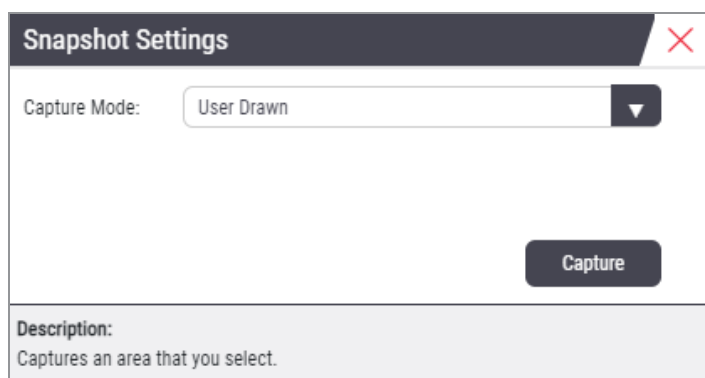 Snapshot Settings
Capture Mode: User Drawn
Capture
Description:
Captures an area that you select.